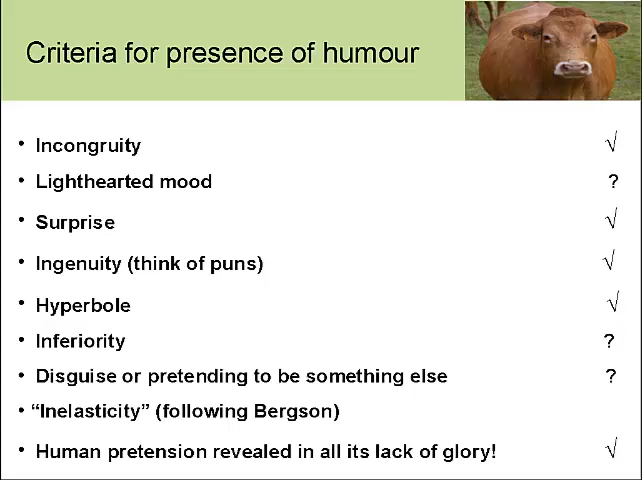 Criteria for presence of humour
• Incongruity √
• Lighthearted mood ?
• Surprise √
• Ingenuity (think of puns) √
• Hyperbole √
• Inferiority ?
• Disguise or pretending to be something else ?
• “Inelasticity” (following Bergson)
• Human pretension revealed in all its lack of glory! √